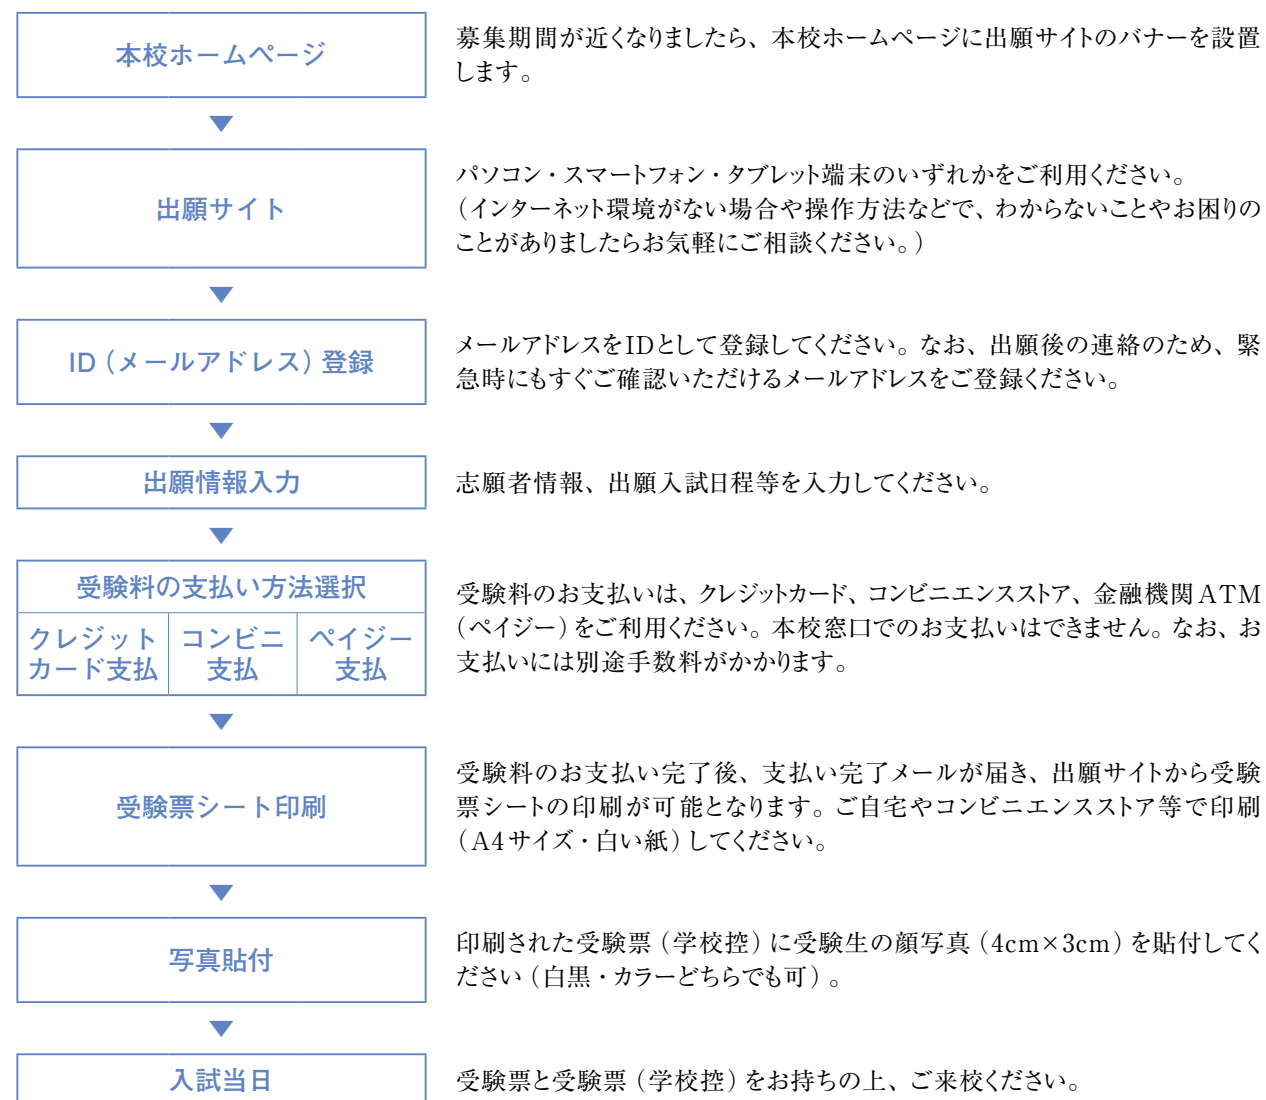 本校ホームページ
募集期間が近くなりましたら、本校ホームページに出願サイトのバナーを設置
します。
出願サイト
パソコン・スマートフォン・タブレット端末のいずれかをご利用ください。
（インターネット環境がない場合や操作方法などで、わからないことやお困りの
ことがありましたらお気軽にご相談ください。）
ID（メールアドレス）登録
メールアドレスをIDとして登録してください。なお、出願後の連絡のため、緊
急時にもすぐご確認いただけるメールアドレスをご登録ください。
出願情報入力
志願者情報、出願入試日程等を入力してください。
受験料の支払い方法選択
クレジット
カード支払
コンビニ
支払
ペイジー
支払
受験料のお支払いは、クレジットカード、コンビニエンスストア、金融機関ATM
（ペイジー）をご利用ください。本校窓口でのお支払いはできません。なお、お
支払いには別途手数料がかかります。
受験票シート印刷
受験料のお支払い完了後、支払い完了メールが届き、出願サイトから受験
票シートの印刷が可能となります。ご自宅やコンビニエンスストア等で印刷
（A4サイズ・白い紙）してください。
写真貼付
印刷された受験票（学校控）に受験生の顔写真（4cm×3cm）を貼付してく
ださい（白黒・カラーどちらでも可）。
入試当日
受験票と受験票（学校控）をお持ちの上、ご来校ください。